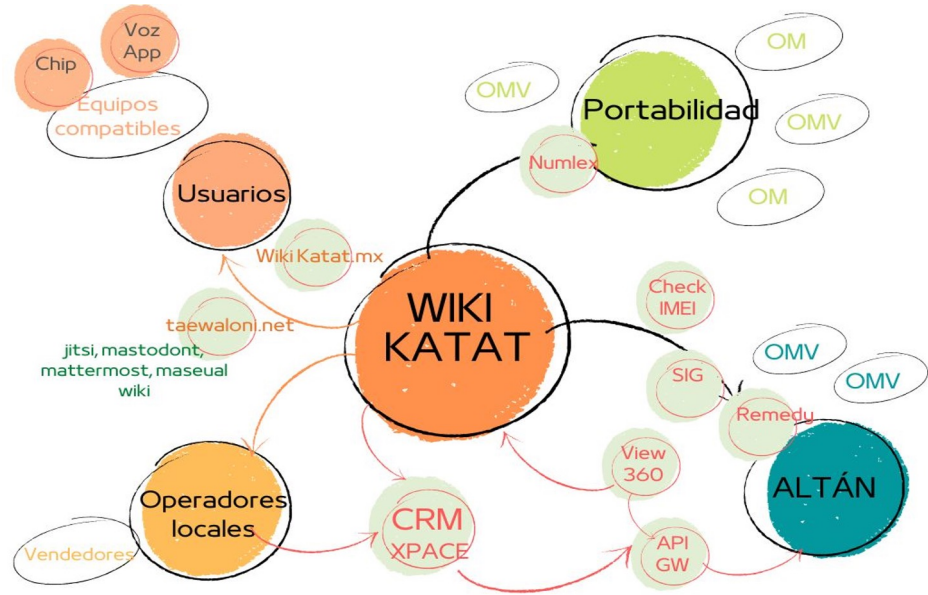 Voz
App
Chip
Equipos
compatibles
Usuarios
OM
OMV
Portabilidad
OMV
Numlex
OM
Wiki Katat.mx
taewaloni.net
jitsi, mastodont,
mattermost, maseual
wiki
WIKI
KATAT
Check
IMEI
OMV
OMV
SIG
Remedy
ALTÁN
View
360
Operadores
locales
Vendedores
CRM
XPACE
API
GW